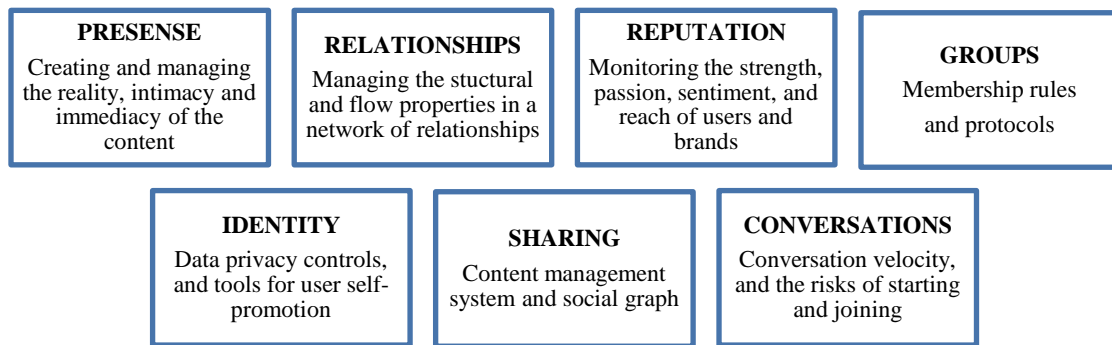 PRESENSE
Creating and managing
the reality, intimacy and
immediacy of the
content
RELATIONSHIPS
Managing the stuctural
and flow properties in a
network of relationships
REPUTATION
Monitoring the strength,
passion, sentiment, and
reach of users and
brands
GROUPS
Membership rules
and protocols
IDENTITY
Data privacy controls,
and tools for user self-
promotion
SHARING
Content management
system and social graph
CONVERSATIONS
Conversation velocity,
and the risks of starting
and joining